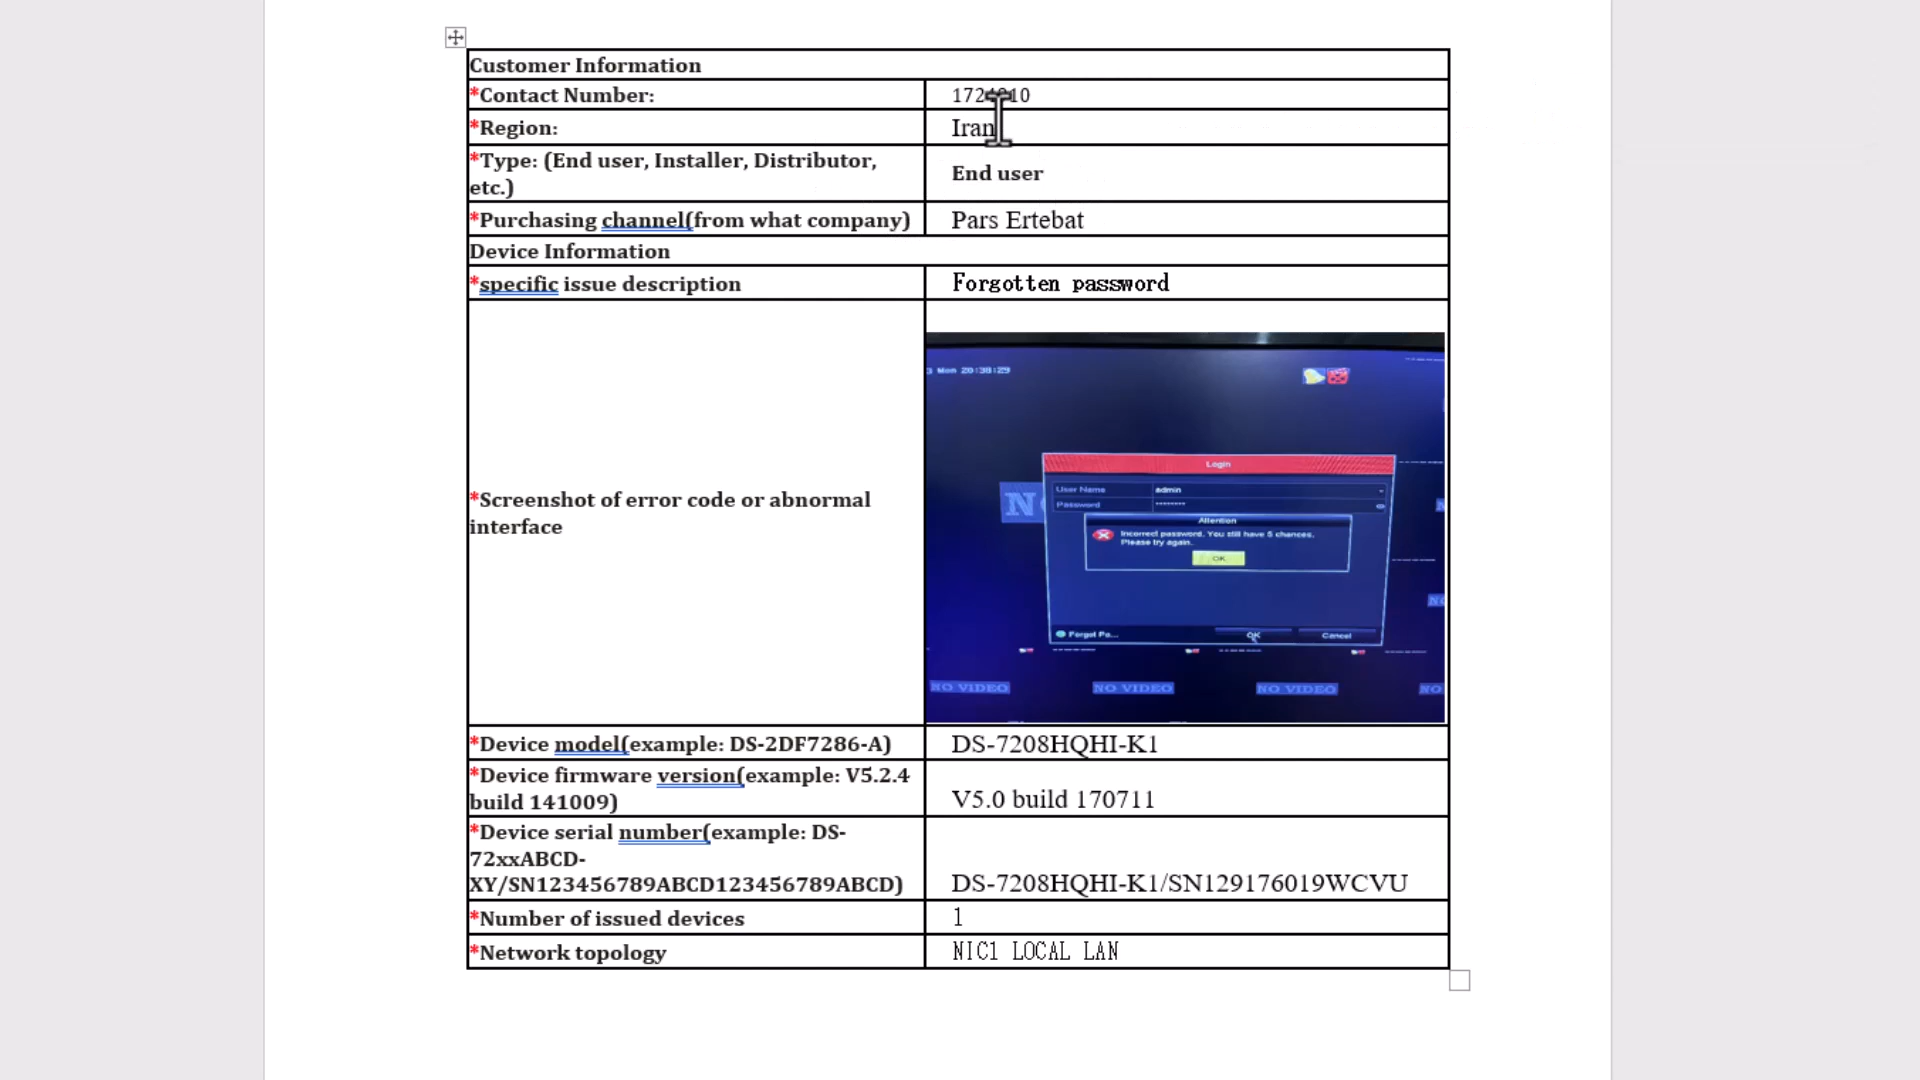 Customer Information
*Contact Number:
*Region: Iran
*Type: (End user, Installer, Distributor, etc.) End user
*Purchasing channel(from what company) Pars Ertebat
Device Information
*specific issue description Forgotten password
*Screenshot of error code or abnormal interface
Mon 20:38:29
Login
User Name admin
Password ********
Attention
Incorrect password. You still have 5 chances.
Please try again.
OK
Forgot Pa...
OK
Cancel
NO VIDEO
NO VIDEO
NO VIDEO
NO
*Device model(example: DS-2DF7286-A) DS-7208HQHI-K1
*Device firmware version(example: V5.2.4 build 141009) V5.0 build 170711
*Device serial number(example: DS-72xxABCD-XY/SN123456789ABCD123456789ABCD) DS-7208HQHI-K1/SN129176019WCVU
*Number of issued devices 1
*Network topology NIC1 LOCAL LAN